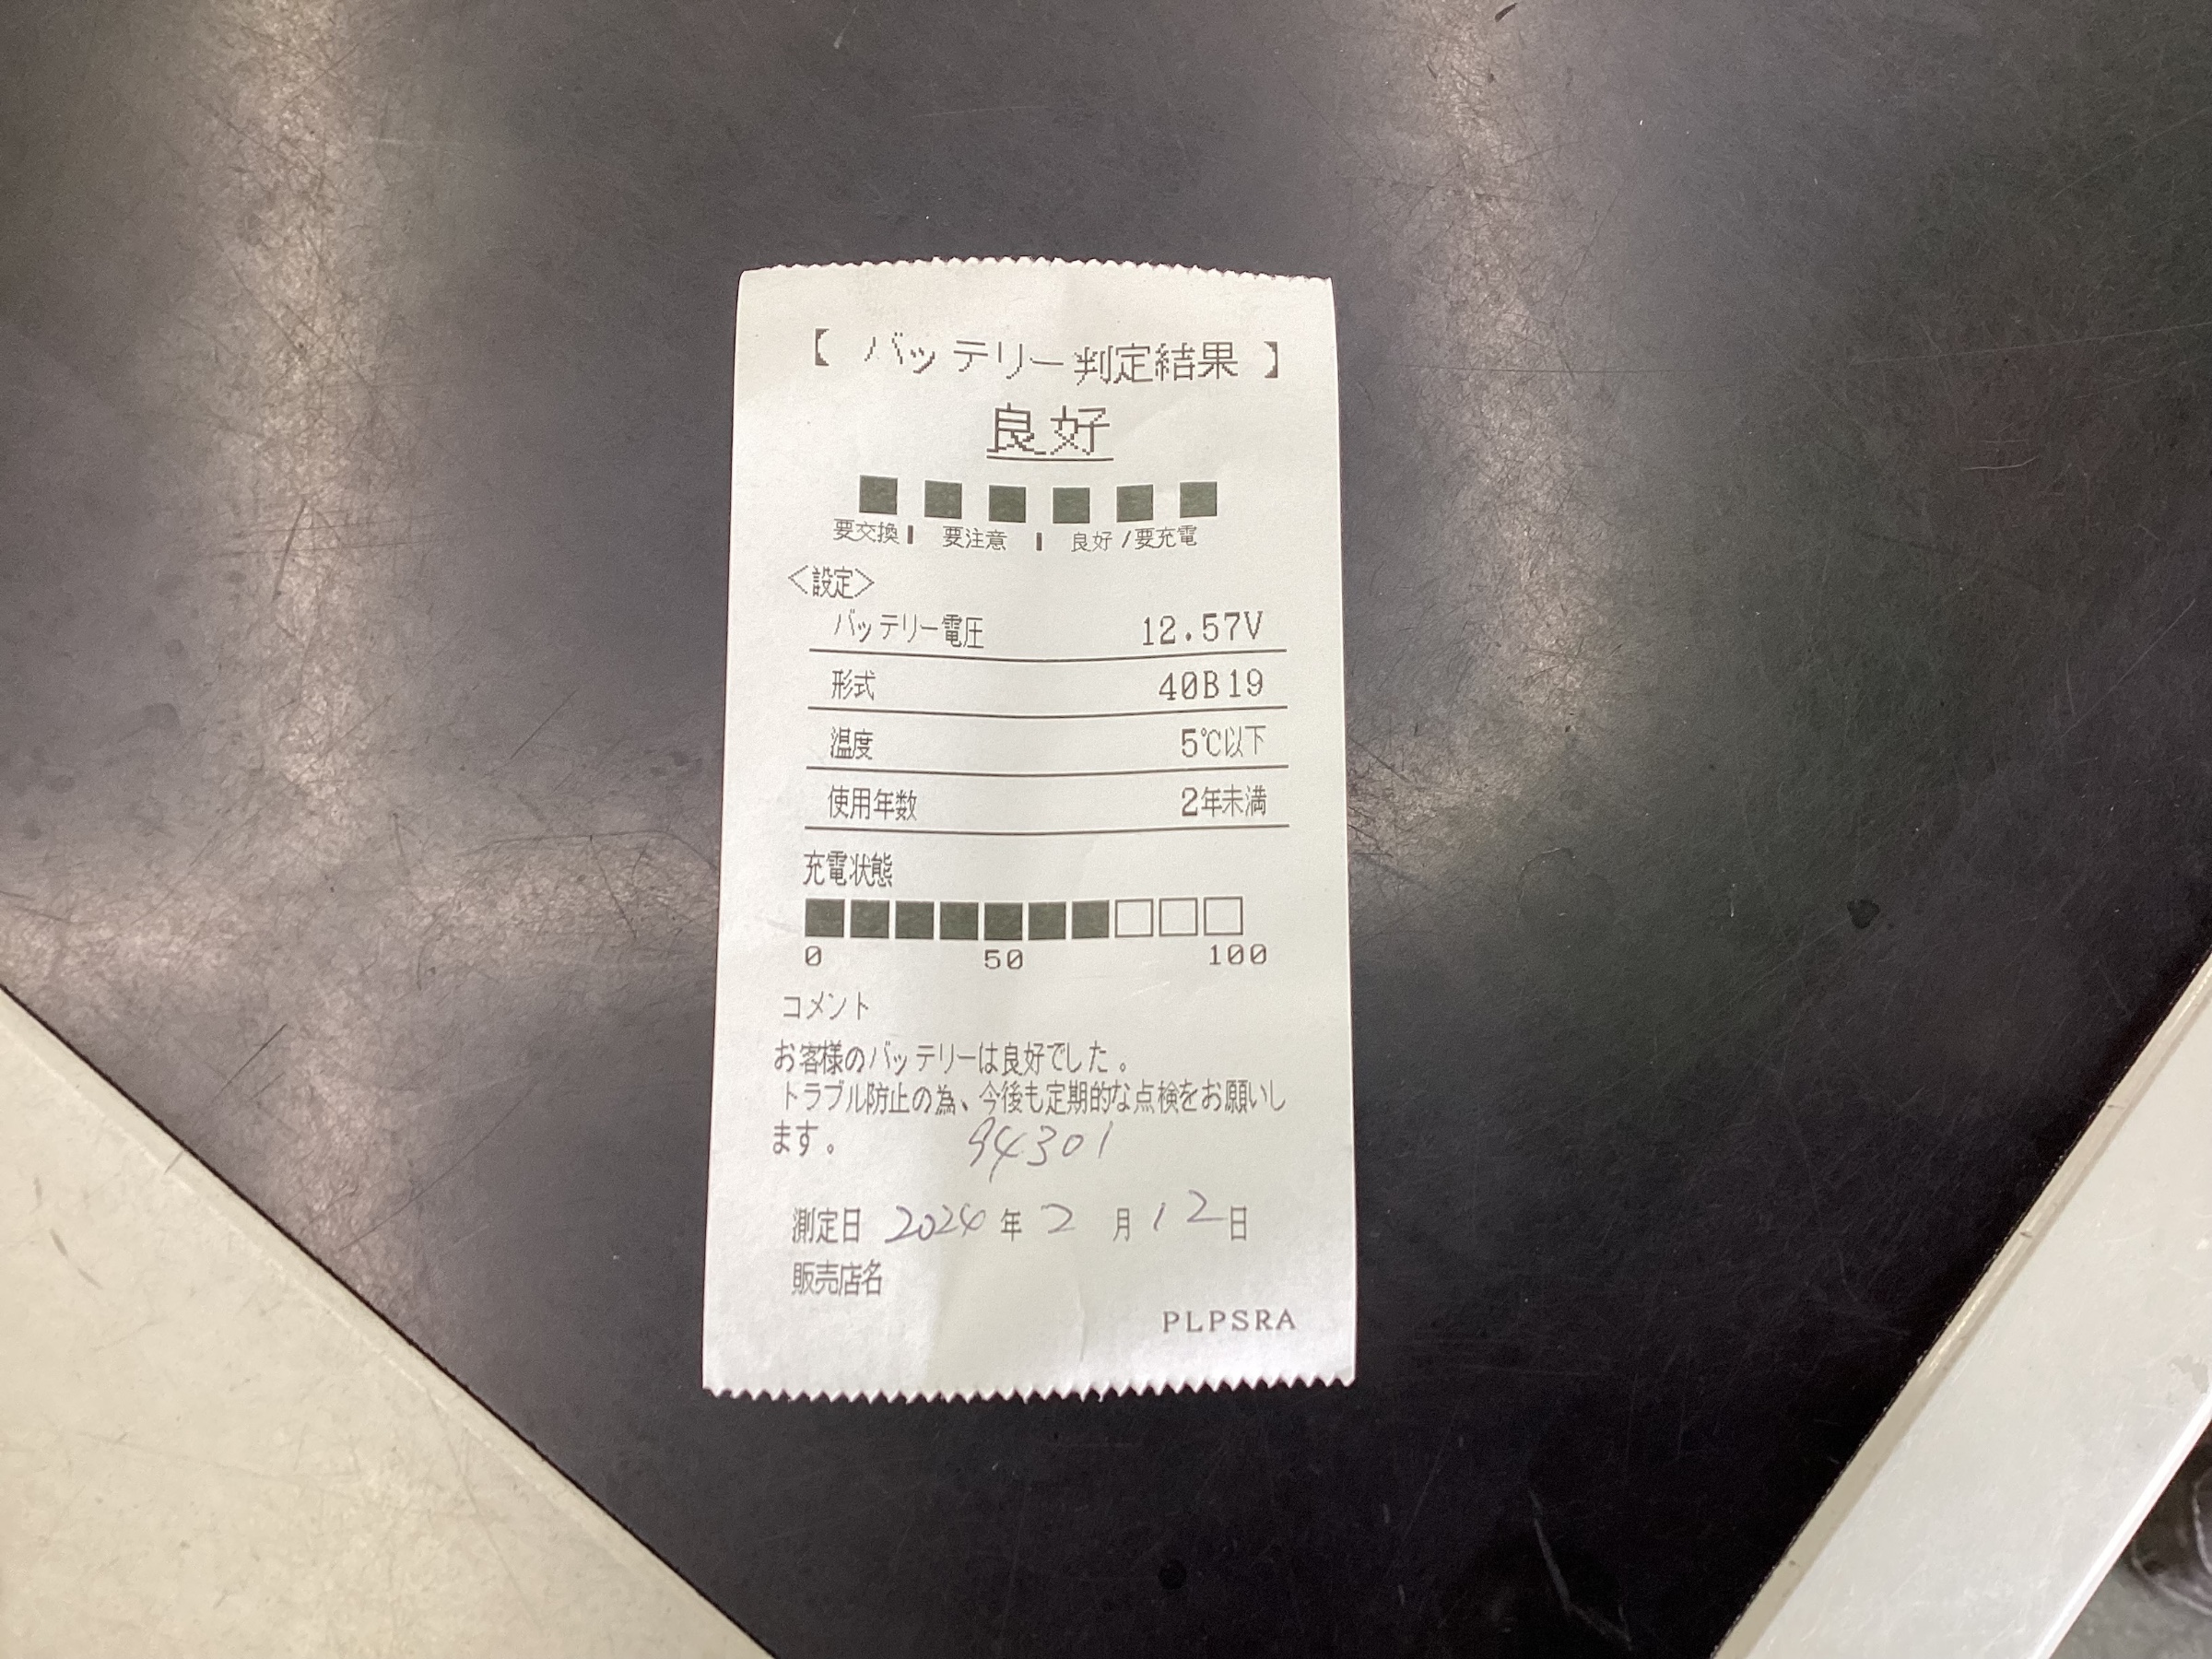 【 バッテリー判定結果 】
良好
要交換 | 要注意 | 良好 /要充電
<設定>
バッテリー電圧 12.57V
形式 40B19
温度 5℃以下
使用年数 2年未満
充電状態
0 50 100
コメント
お客様のバッテリーは良好でした。
トラブル防止の為、今後も定期的な点検をお願いし
ます。 94301
測定日 2024 年 2 月 12 日
販売店名
PLPSRA